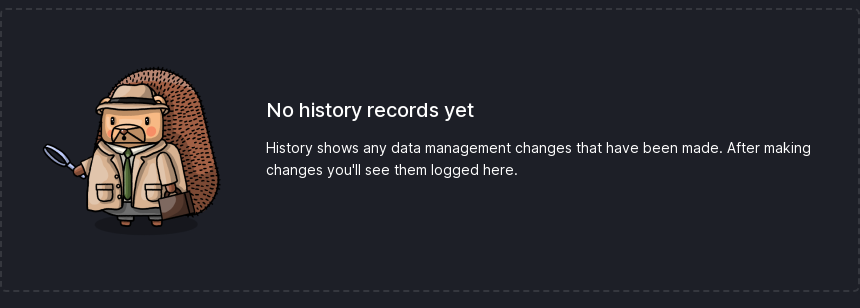 No history records yet
History shows any data management changes that have been made. After making
changes you'll see them logged here.